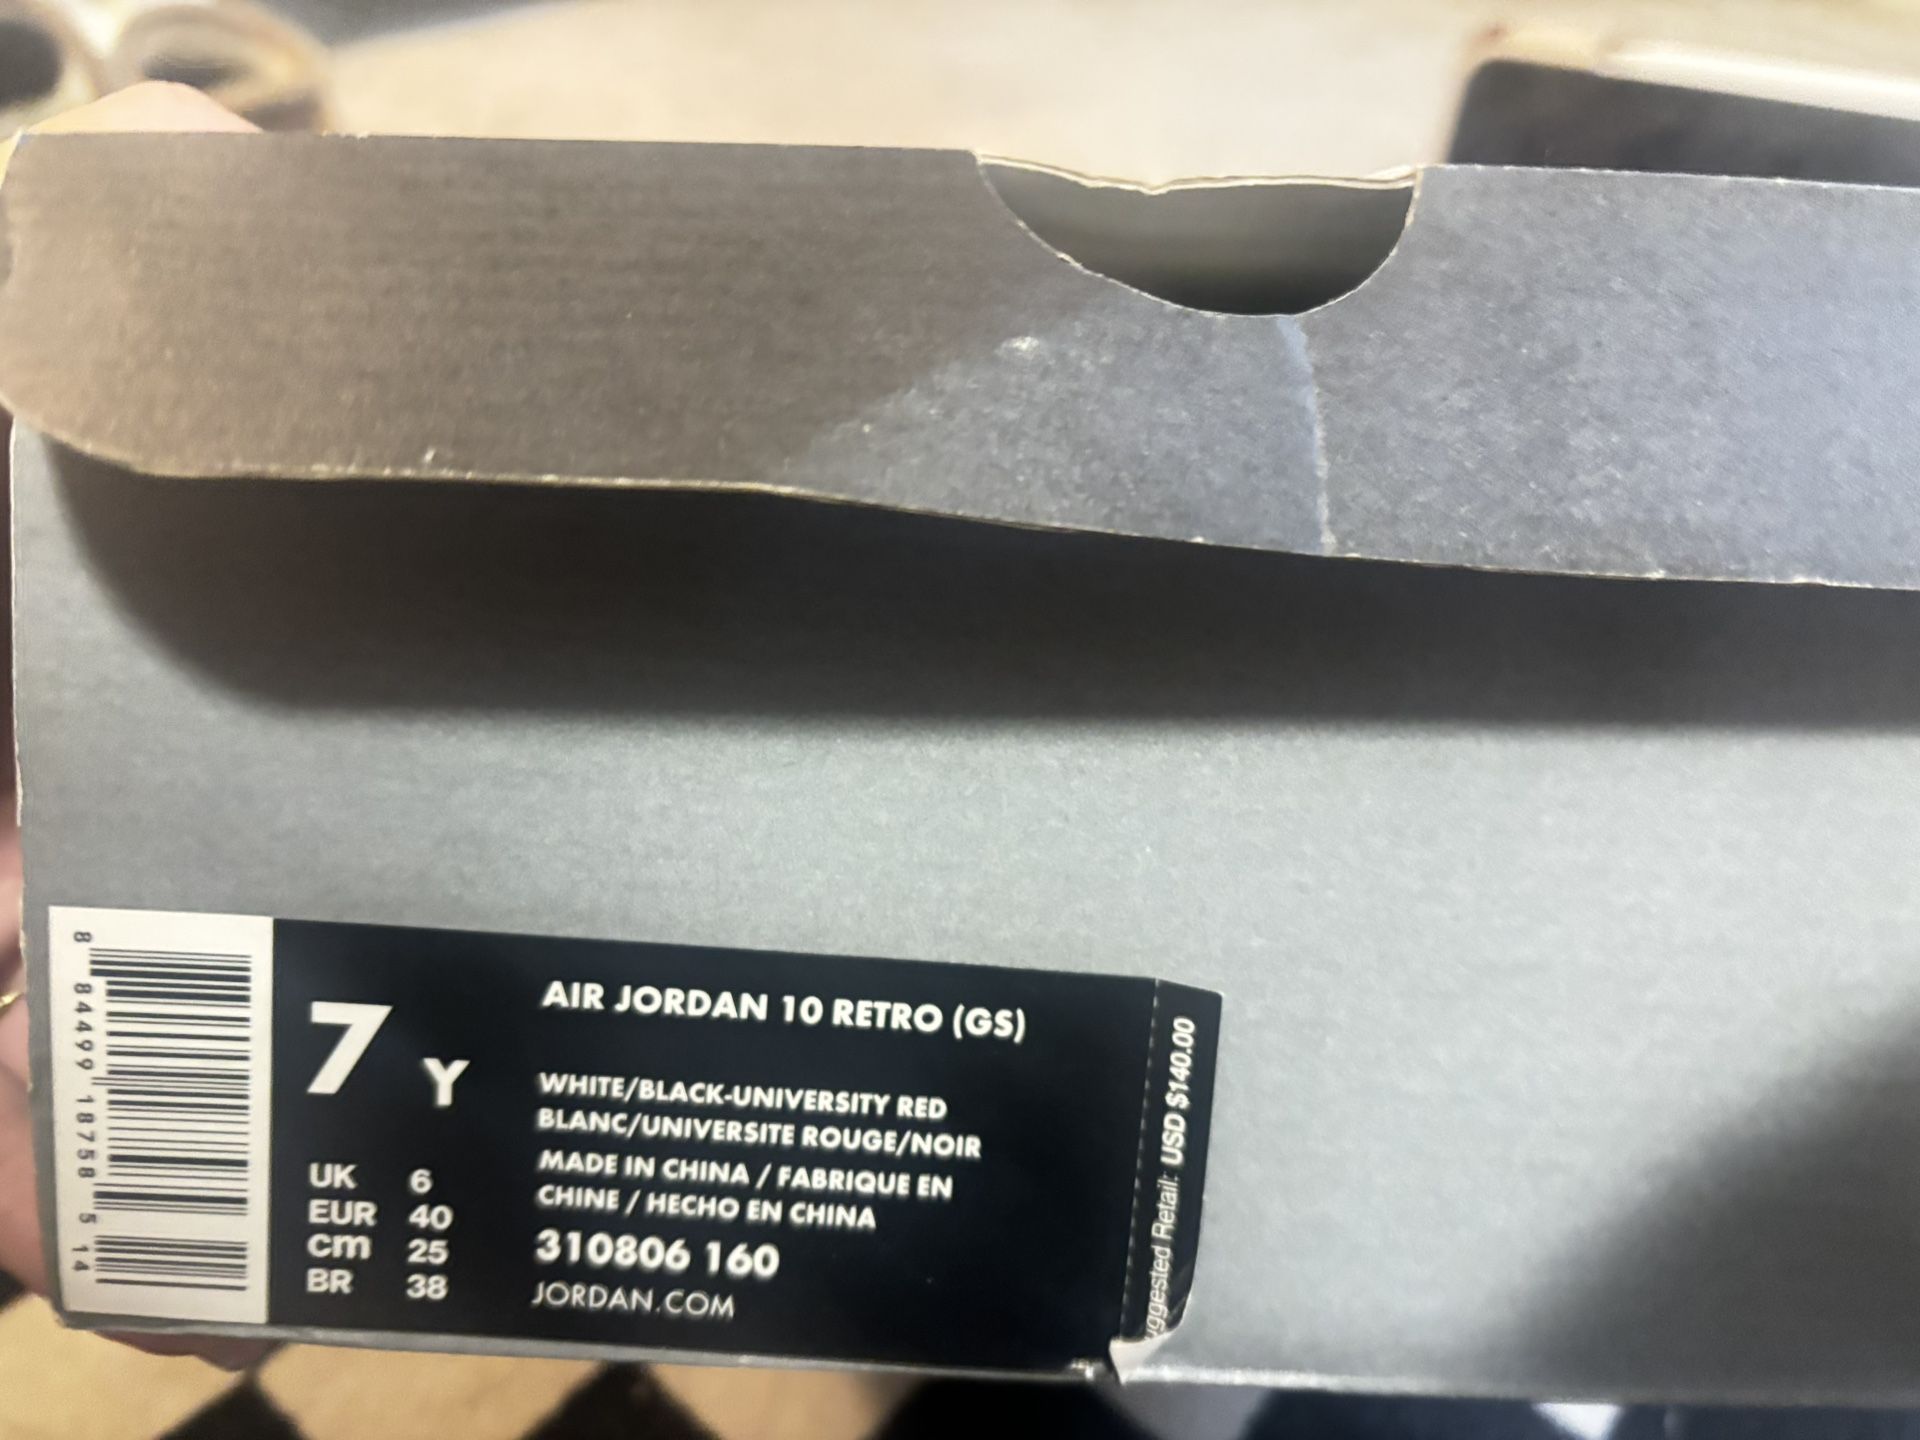 8 84499 18758 5 14
7 Y
UK 6
EUR 40
cm 25
BR 38
AIR JORDAN 10 RETRO (GS)
WHITE/BLACK-UNIVERSITY RED
BLANC/UNIVERSITE ROUGE/NOIR
MADE IN CHINA / FABRIQUE EN
CHINE / HECHO EN CHINA
310806 160
JORDAN.COM
uggested Retail: USD $140.00